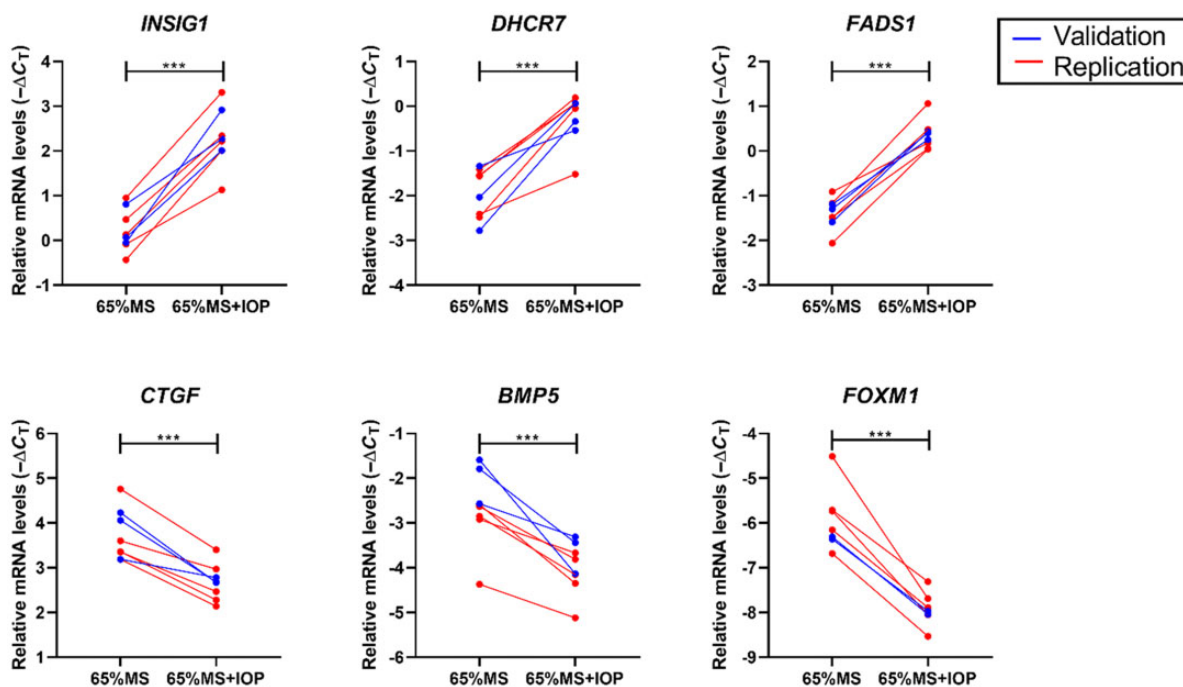 INSIG1
DHCR7
FADS1
Validation
Replication
Relative mRNA levels (−ΔCT)
4
3
2
1
0
-1
***
65%MS 65%MS+IOP
Relative mRNA levels (−ΔCT)
1
0
-1
-2
-3
-4
***
65%MS 65%MS+IOP
Relative mRNA levels (−ΔCT)
2
1
0
-1
-2
-3
***
65%MS 65%MS+IOP
CTGF
BMP5
FOXM1
Relative mRNA levels (−ΔCT)
6
5
4
3
2
1
***
65%MS 65%MS+IOP
Relative mRNA levels (−ΔCT)
-1
-2
-3
-4
-5
-6
***
65%MS 65%MS+IOP
Relative mRNA levels (−ΔCT)
-4
-5
-6
-7
-8
-9
***
65%MS 65%MS+IOP